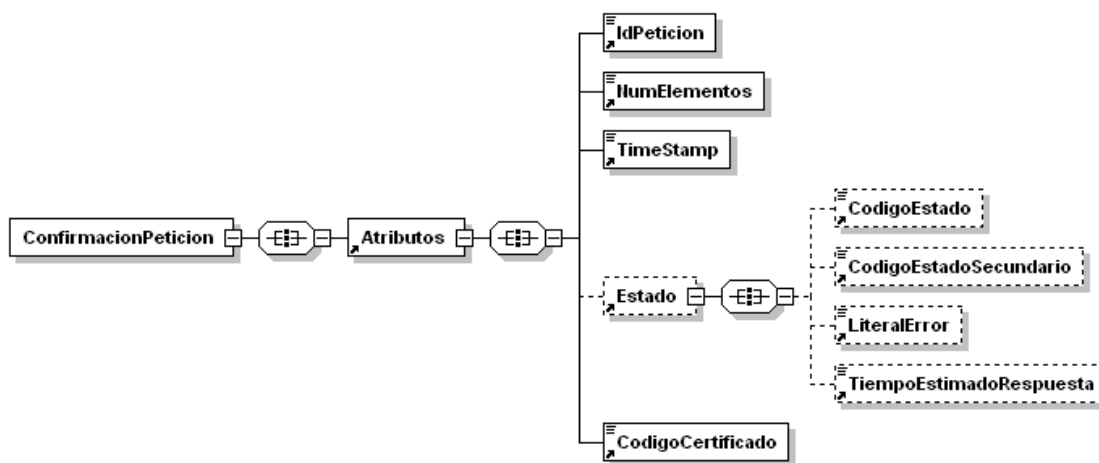 IdPeticion
NumElementos
TimeStamp
ConfirmacionPeticion
Atributos
Estado
CodigoEstado
CodigoEstadoSecundario
LiteralError
TiempoEstimadoRespuesta
CodigoCertificado